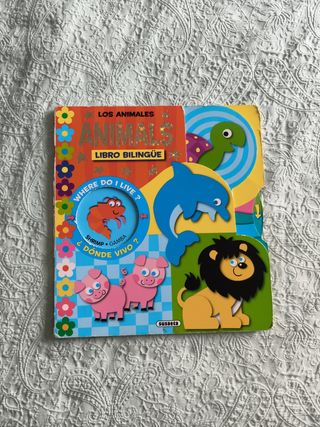 LOS ANIMALES
ANIMALS
LIBRO BILINGÜE
WHERE DO I LIVE?
SHRIMP • GAMBA
¿DÓNDE VIVO?
susaeta